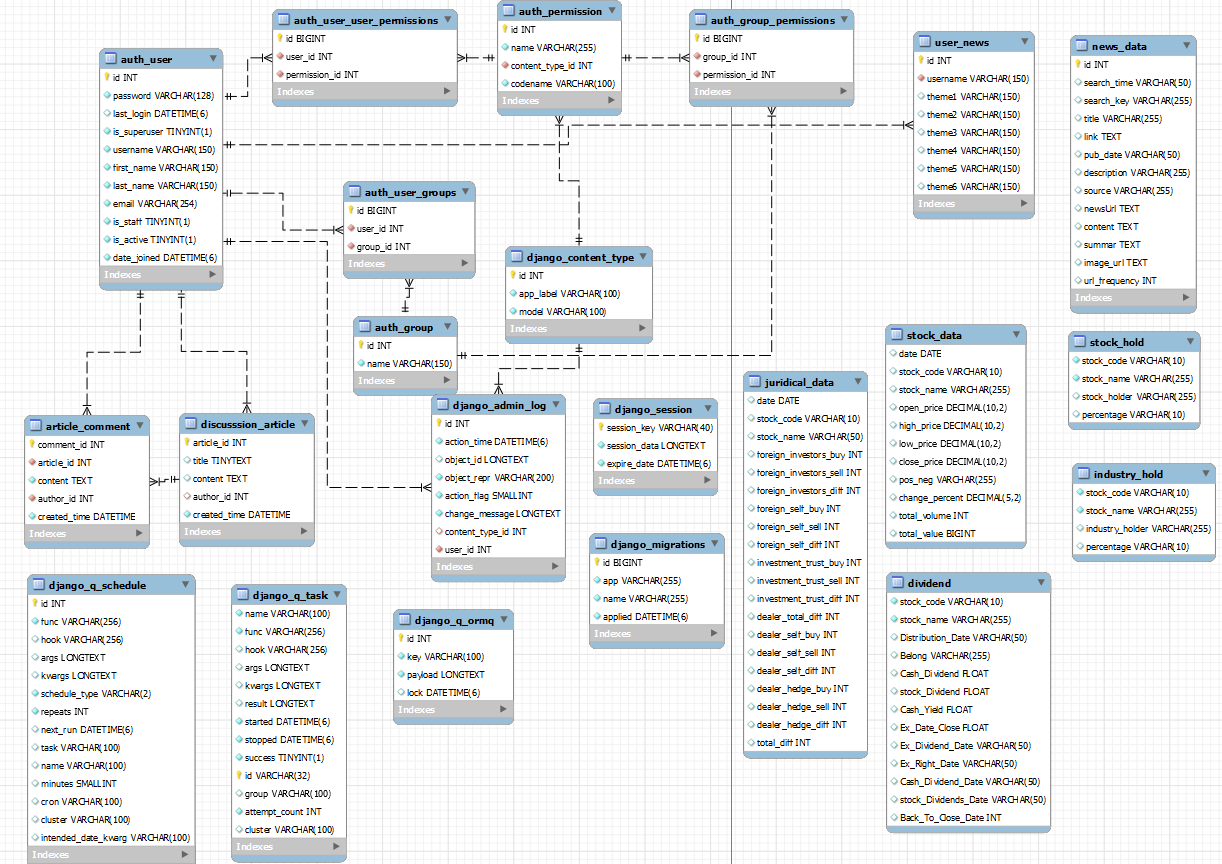 auth_user
id INT
password VARCHAR(128)
last_login DATETIME(6)
is_superuser TINYINT(1)
username VARCHAR(150)
first_name VARCHAR(150)
last_name VARCHAR(150)
email VARCHAR(254)
is_staff TINYINT(1)
is_active TINYINT(1)
date_joined DATETIME(6)
Indexes
auth_user_user_permissions
id BIGINT
user_id INT
permission_id INT
Indexes
auth_permission
id INT
name VARCHAR(255)
content_type_id INT
codename VARCHAR(100)
Indexes
auth_group_permissions
id BIGINT
group_id INT
permission_id INT
Indexes
user_news
id INT
username VARCHAR(150)
theme1 VARCHAR(150)
theme2 VARCHAR(150)
theme3 VARCHAR(150)
theme4 VARCHAR(150)
theme5 VARCHAR(150)
theme6 VARCHAR(150)
Indexes
news_data
id INT
search_time VARCHAR(50)
search_key VARCHAR(255)
title VARCHAR(255)
link TEXT
pub_date VARCHAR(50)
description VARCHAR(255)
source VARCHAR(255)
newsUrl TEXT
content TEXT
summar TEXT
image_url TEXT
url_frequency INT
Indexes
auth_user_groups
id BIGINT
user_id INT
group_id INT
Indexes
django_content_type
id INT
app_label VARCHAR(100)
model VARCHAR(100)
Indexes
auth_group
id INT
name VARCHAR(150)
Indexes
stock_data
date DATE
stock_code VARCHAR(10)
stock_name VARCHAR(255)
open_price DECIMAL(10,2)
high_price DECIMAL(10,2)
low_price DECIMAL(10,2)
close_price DECIMAL(10,2)
pos_neg VARCHAR(255)
change_percent DECIMAL(5,2)
total_volume INT
total_value BIGINT
stock_hold
stock_code VARCHAR(10)
stock_name VARCHAR(255)
stock_holder VARCHAR(255)
percentage VARCHAR(10)
juridical_data
date DATE
stock_code VARCHAR(10)
stock_name VARCHAR(50)
foreign_investors_buy INT
foreign_investors_sell INT
foreign_investors_diff INT
foreign_self_buy INT
foreign_self_sell INT
foreign_self_diff INT
investment_trust_buy INT
investment_trust_sell INT
investment_trust_diff INT
dealer_total_diff INT
dealer_self_buy INT
dealer_self_sell INT
dealer_self_diff INT
dealer_hedge_buy INT
dealer_hedge_sell INT
dealer_hedge_diff INT
total_diff INT
article_comment
comment_id INT
article_id INT
content TEXT
author_id INT
created_time DATETIME
Indexes
discusssion_article
article_id INT
title TINYTEXT
content TEXT
author_id INT
created_time DATETIME
Indexes
django_admin_log
id INT
action_time DATETIME(6)
object_id LONGTEXT
object_repr VARCHAR(200)
action_flag SMALLINT
change_message LONGTEXT
content_type_id INT
user_id INT
Indexes
django_session
session_key VARCHAR(40)
session_data LONGTEXT
expire_date DATETIME(6)
Indexes
industry_hold
stock_code VARCHAR(10)
stock_name VARCHAR(255)
industry_holder VARCHAR(255)
percentage VARCHAR(10)
django_migrations
id BIGINT
app VARCHAR(255)
name VARCHAR(255)
applied DATETIME(6)
Indexes
dividend
stock_code VARCHAR(10)
stock_name VARCHAR(255)
Distribution_Date VARCHAR(50)
Belong VARCHAR(255)
Cash_Dividend FLOAT
stock_Dividend FLOAT
Cash_Yield FLOAT
Ex_Date_Close FLOAT
Ex_Dividend_Date VARCHAR(50)
Ex_Right_Date VARCHAR(50)
Cash_Dividend_Date VARCHAR(50)
stock_Dividends_Date VARCHAR(50)
Back_To_Close_Date INT
django_q_schedule
id INT
func VARCHAR(256)
hook VARCHAR(256)
args LONGTEXT
kwargs LONGTEXT
schedule_type VARCHAR(2)
repeats INT
next_run DATETIME(6)
task VARCHAR(100)
name VARCHAR(100)
minutes SMALLINT
cron VARCHAR(100)
cluster VARCHAR(100)
intended_date_kwarg VARCHAR(100)
Indexes
django_q_task
name VARCHAR(100)
func VARCHAR(256)
hook VARCHAR(256)
args LONGTEXT
kwargs LONGTEXT
result LONGTEXT
started DATETIME(6)
stopped DATETIME(6)
success TINYINT(1)
id VARCHAR(32)
group VARCHAR(100)
attempt_count INT
cluster VARCHAR(100)
Indexes
django_q_ormq
id INT
key VARCHAR(100)
payload LONGTEXT
lock DATETIME(6)
Indexes